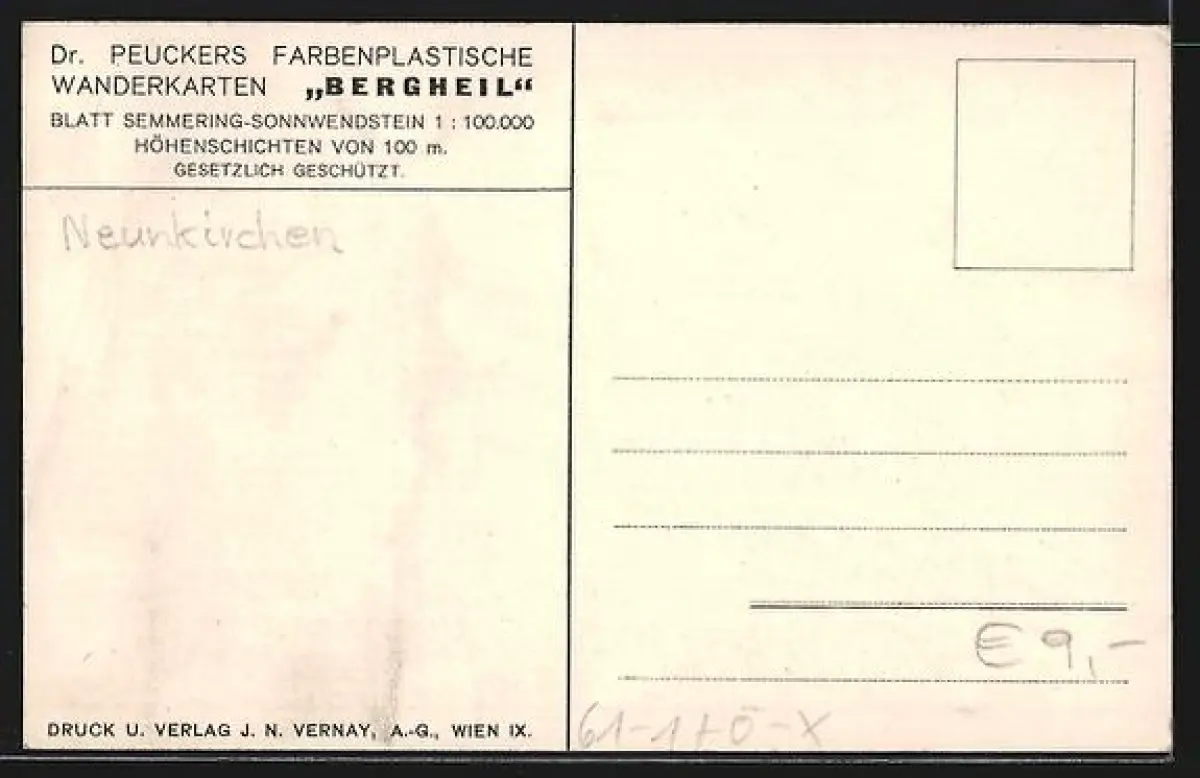 Dr. PEUCKERS FARBENPLASTISCHE
WANDERKARTEN „BERGHEIL“
BLATT SEMMERING-SONNWENDSTEIN 1 : 100.000
HÖHENSCHICHTEN VON 100 m.
GESETZLICH GESCHÜTZT.
Neunkirchen
DRUCK U. VERLAG J. N. VERNAY, A.-G., WIEN IX.
€ 9,-